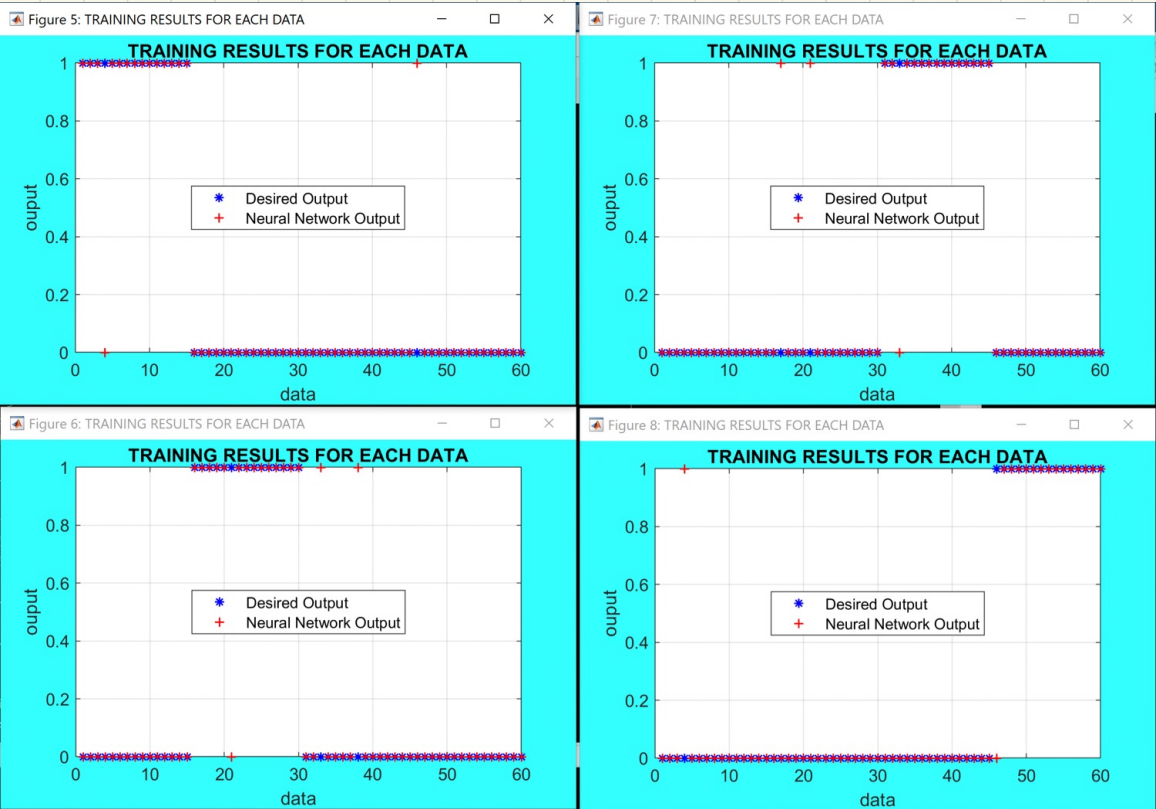 Figure 5: TRAINING RESULTS FOR EACH DATA
TRAINING RESULTS FOR EACH DATA
1
0.8
0.6
0.4
0.2
0
ouput
Desired Output
Neural Network Output
0 10 20 30 40 50 60
data
Figure 7: TRAINING RESULTS FOR EACH DATA
TRAINING RESULTS FOR EACH DATA
1
0.8
0.6
0.4
0.2
0
ouput
Desired Output
Neural Network Output
0 10 20 30 40 50 60
data
Figure 6: TRAINING RESULTS FOR EACH DATA
TRAINING RESULTS FOR EACH DATA
1
0.8
0.6
0.4
0.2
0
ouput
Desired Output
Neural Network Output
0 10 20 30 40 50 60
data
Figure 8: TRAINING RESULTS FOR EACH DATA
TRAINING RESULTS FOR EACH DATA
1
0.8
0.6
0.4
0.2
0
ouput
Desired Output
Neural Network Output
0 10 20 30 40 50 60
data